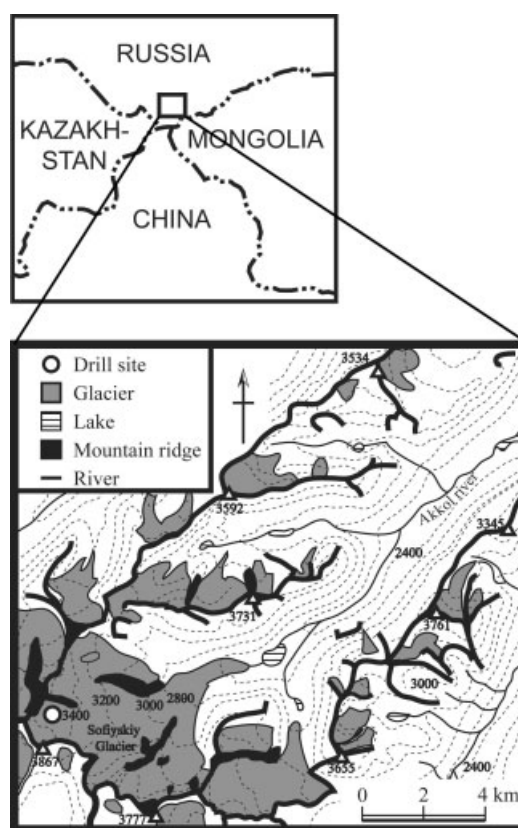 RUSSIA
KAZAKH-
STAN
MONGOLIA
CHINA
Drill site
Glacier
Lake
Mountain ridge
River
3534
3592
Akkol river
3345
2400
3731
3761
3000
3200
3000
2800
3400
Sofiyakiy
Glacier
3867
3655
2400
3777
0 2 4 km